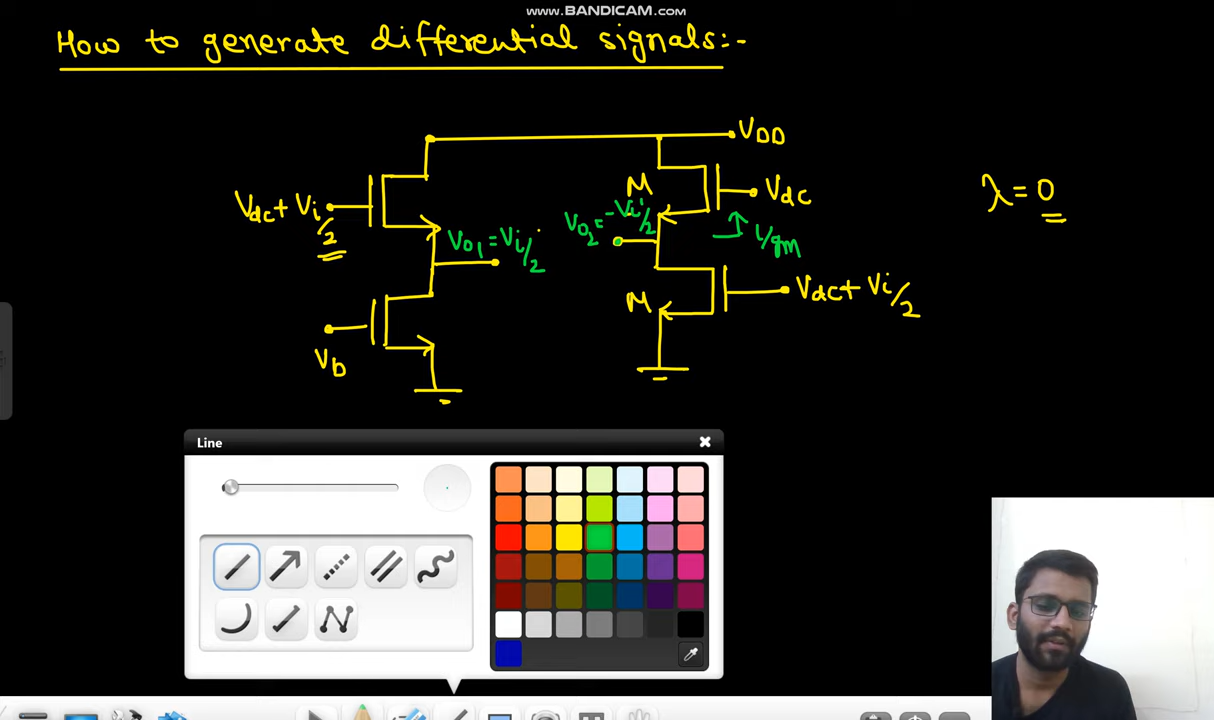 www.BANDICAM.com
How to generate differential signals:-
VDD
M
Vdc
Vdc + Vi/2
Vo2 = -Vi/2
Vo1 = Vi/2
1/gm
λ = 0
M
Vdc + Vi/2
Vb
Line